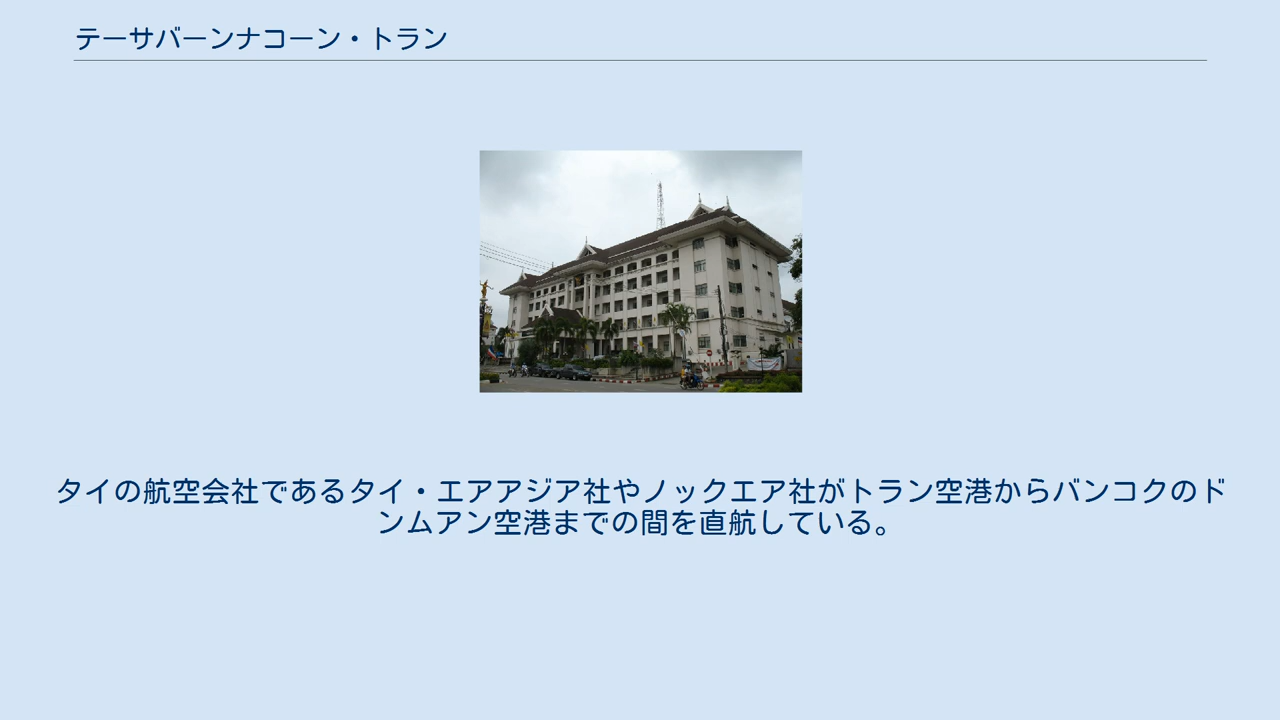 テーサバーンナコーン・トラン
タイの航空会社であるタイ・エアアジア社やノックエア社がトラン空港からバンコクのド
ンムアン空港までの間を直航している。